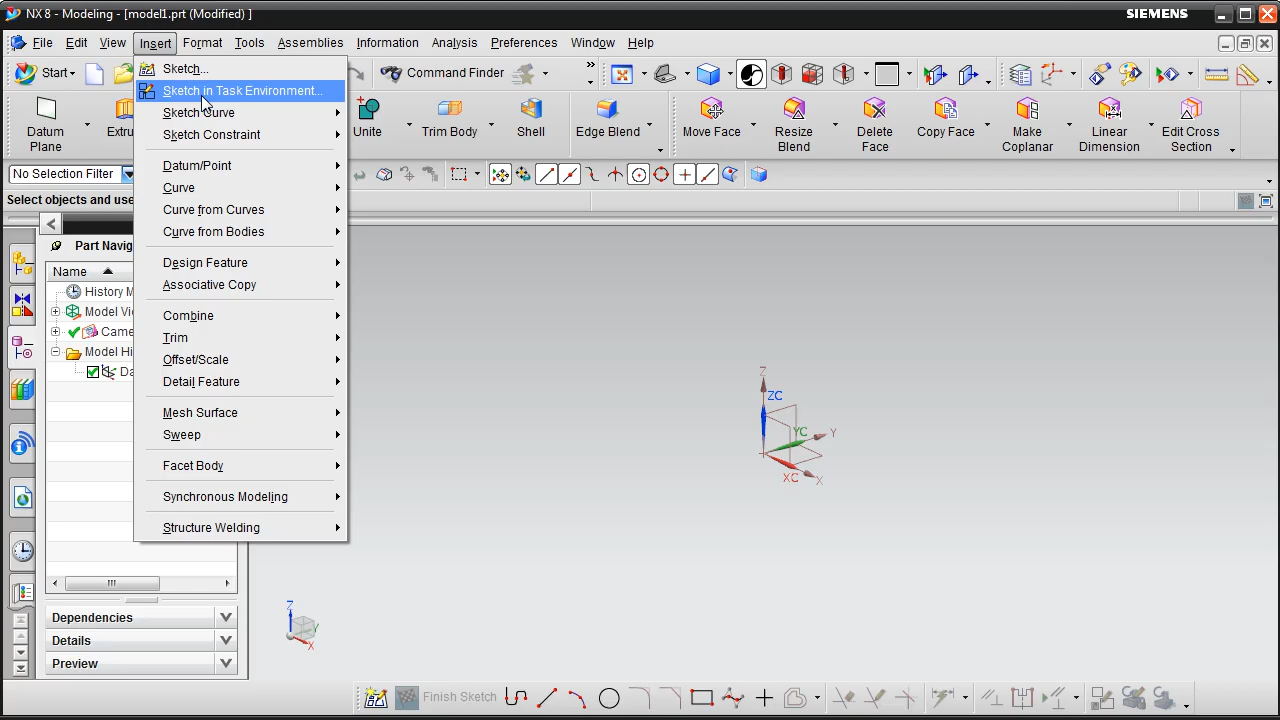 NX 8 - Modeling - [model1.prt (Modified) ]
SIEMENS
File Edit View Insert Format Tools Assemblies Information Analysis Preferences Window Help
Start
Command Finder
Datum Plane
Extru
Unite
Trim Body
Shell
Edge Blend
Move Face
Resize Blend
Delete Face
Copy Face
Make Coplanar
Linear Dimension
Edit Cross Section
No Selection Filter
Select objects and use
Part Navig
Name
History M
Model Vie
Came
Model Hi
Da
Sketch...
Sketch in Task Environment...
Sketch Curve
Sketch Constraint
Datum/Point
Curve
Curve from Curves
Curve from Bodies
Design Feature
Associative Copy
Combine
Trim
Offset/Scale
Detail Feature
Mesh Surface
Sweep
Facet Body
Synchronous Modeling
Structure Welding
Z
ZC
YC
Y
XC
X
Dependencies
Details
Preview
Z
Y
X
Finish Sketch